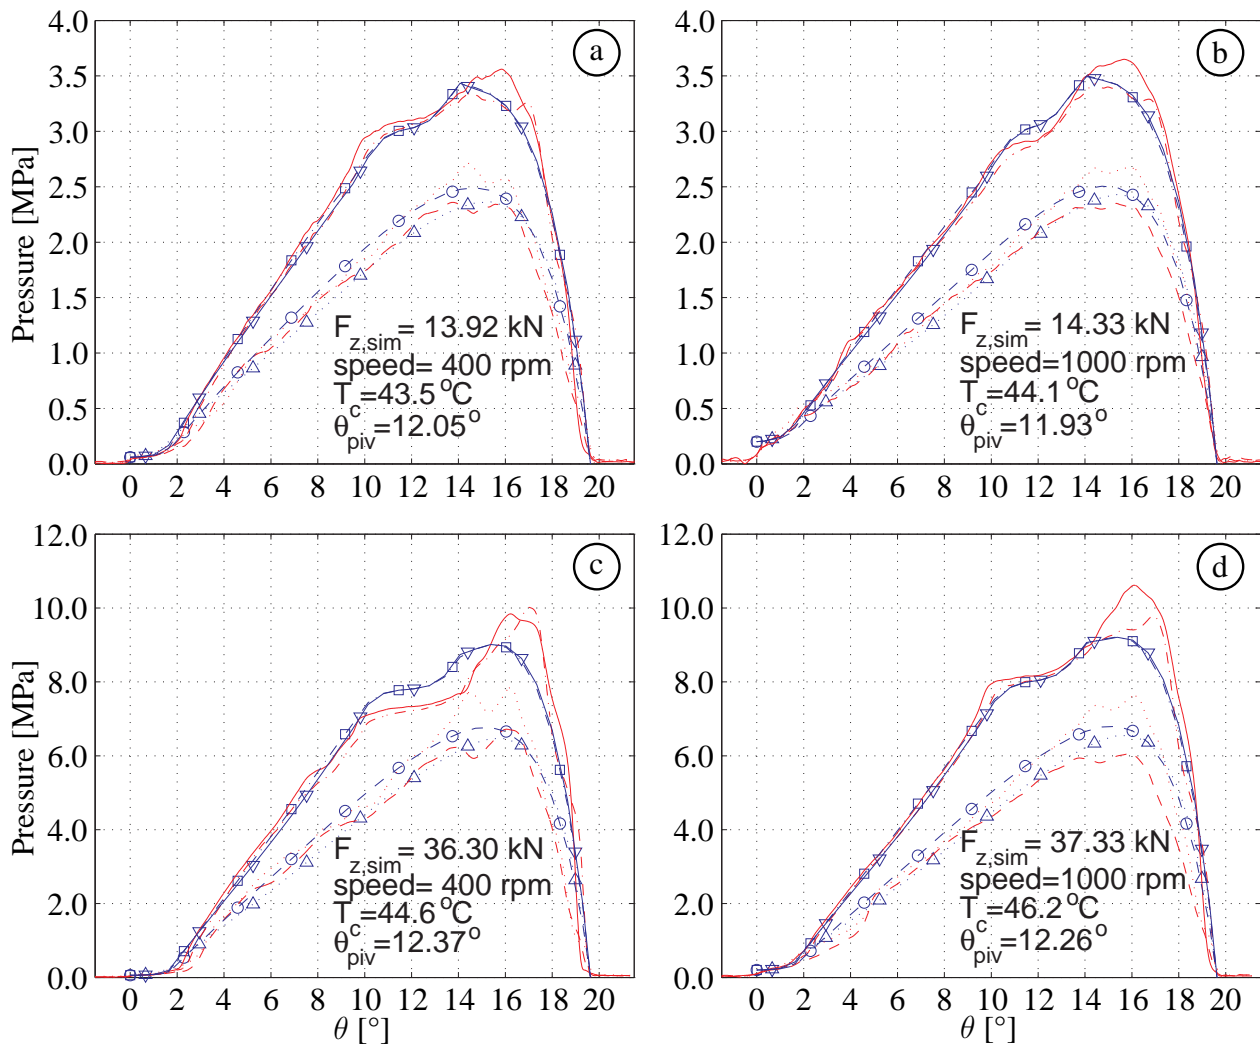 4.0
3.5
3.0
2.5
2.0
1.5
1.0
0.5
0.0
Pressure [MPa]
a
F_z,sim= 13.92 kN
speed= 400 rpm
T =43.5°C
θ^c_piv=12.05°
0 2 4 6 8 10 12 14 16 18 20
4.0
3.5
3.0
2.5
2.0
1.5
1.0
0.5
0.0
b
F_z,sim= 14.33 kN
speed=1000 rpm
T =44.1°C
θ^c_piv=11.93°
0 2 4 6 8 10 12 14 16 18 20
12.0
10.0
8.0
6.0
4.0
2.0
0.0
Pressure [MPa]
c
F_z,sim= 36.30 kN
speed= 400 rpm
T =44.6°C
θ^c_piv=12.37°
0 2 4 6 8 10 12 14 16 18 20
θ [°]
12.0
10.0
8.0
6.0
4.0
2.0
0.0
d
F_z,sim= 37.33 kN
speed=1000 rpm
T =46.2°C
θ^c_piv=12.26°
0 2 4 6 8 10 12 14 16 18 20
θ [°]